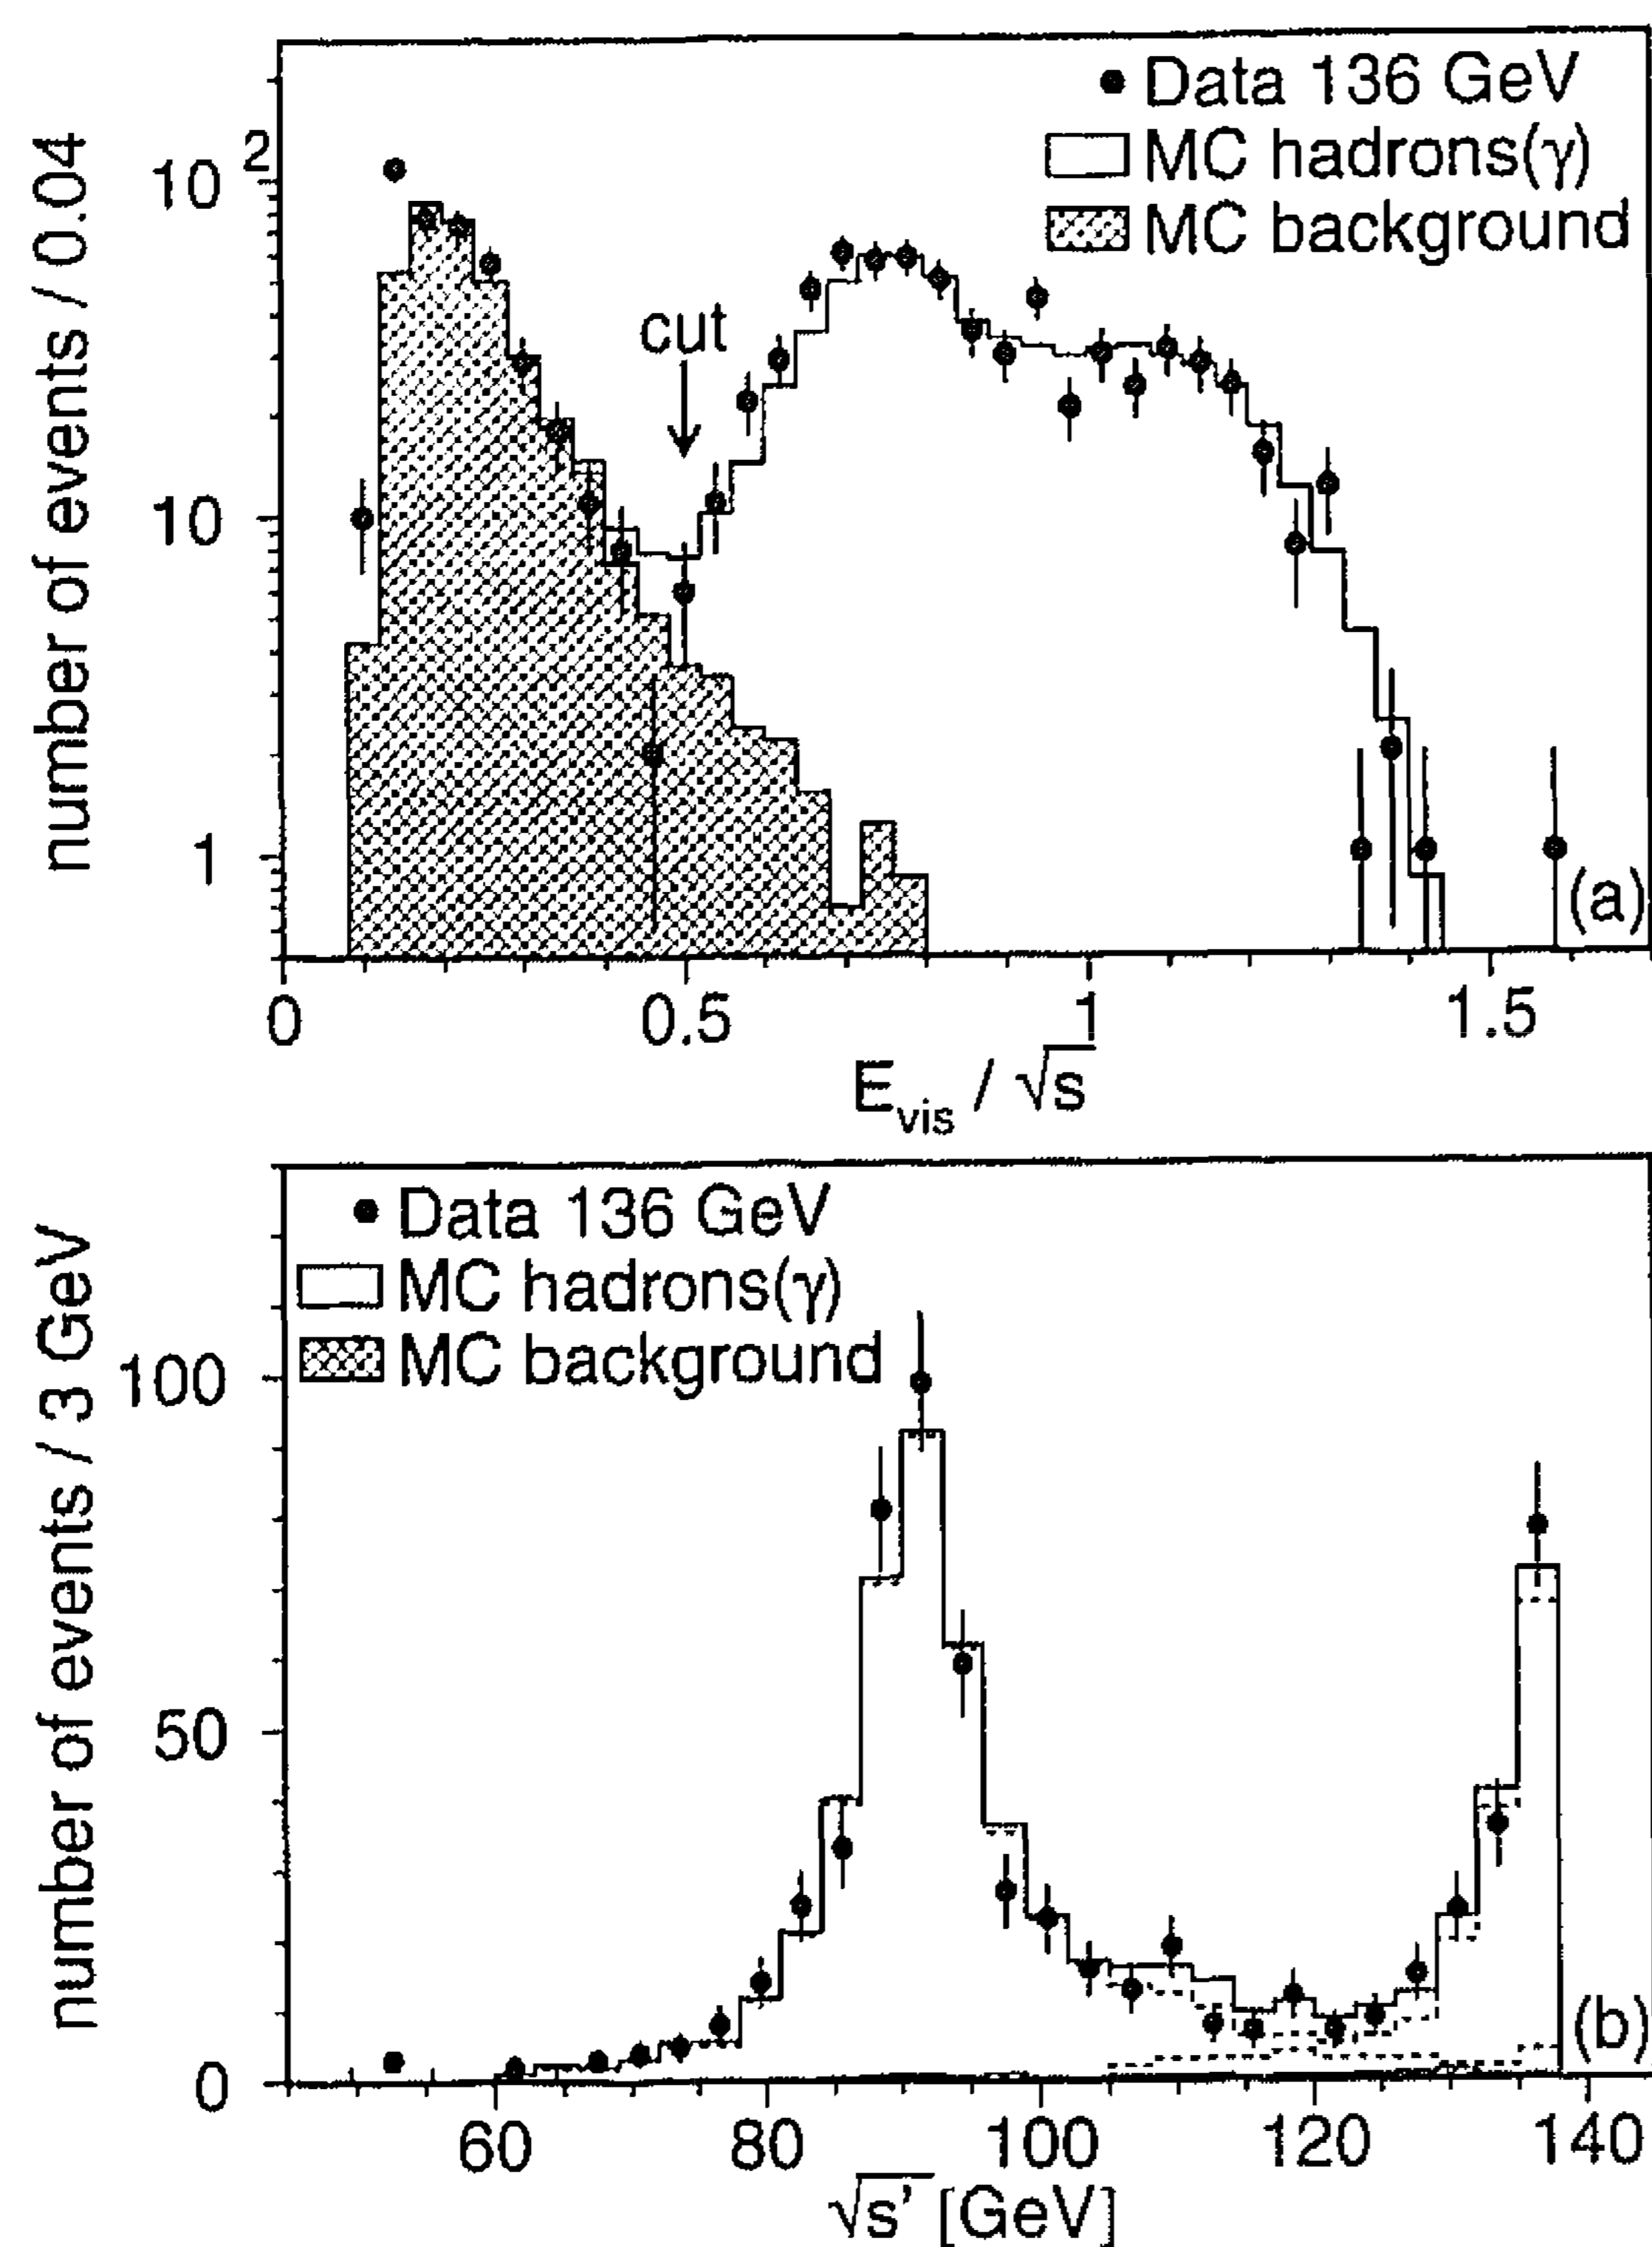 Data 136 GeV
MC hadrons(γ)
MC background
number of events / 0.04
10²
10
1
cut
(a)
0 0.5 1 1.5
E_vis / √s
Data 136 GeV
MC hadrons(γ)
MC background
number of events / 3 GeV
100
50
0
(b)
60 80 100 120 140
√s' [GeV]